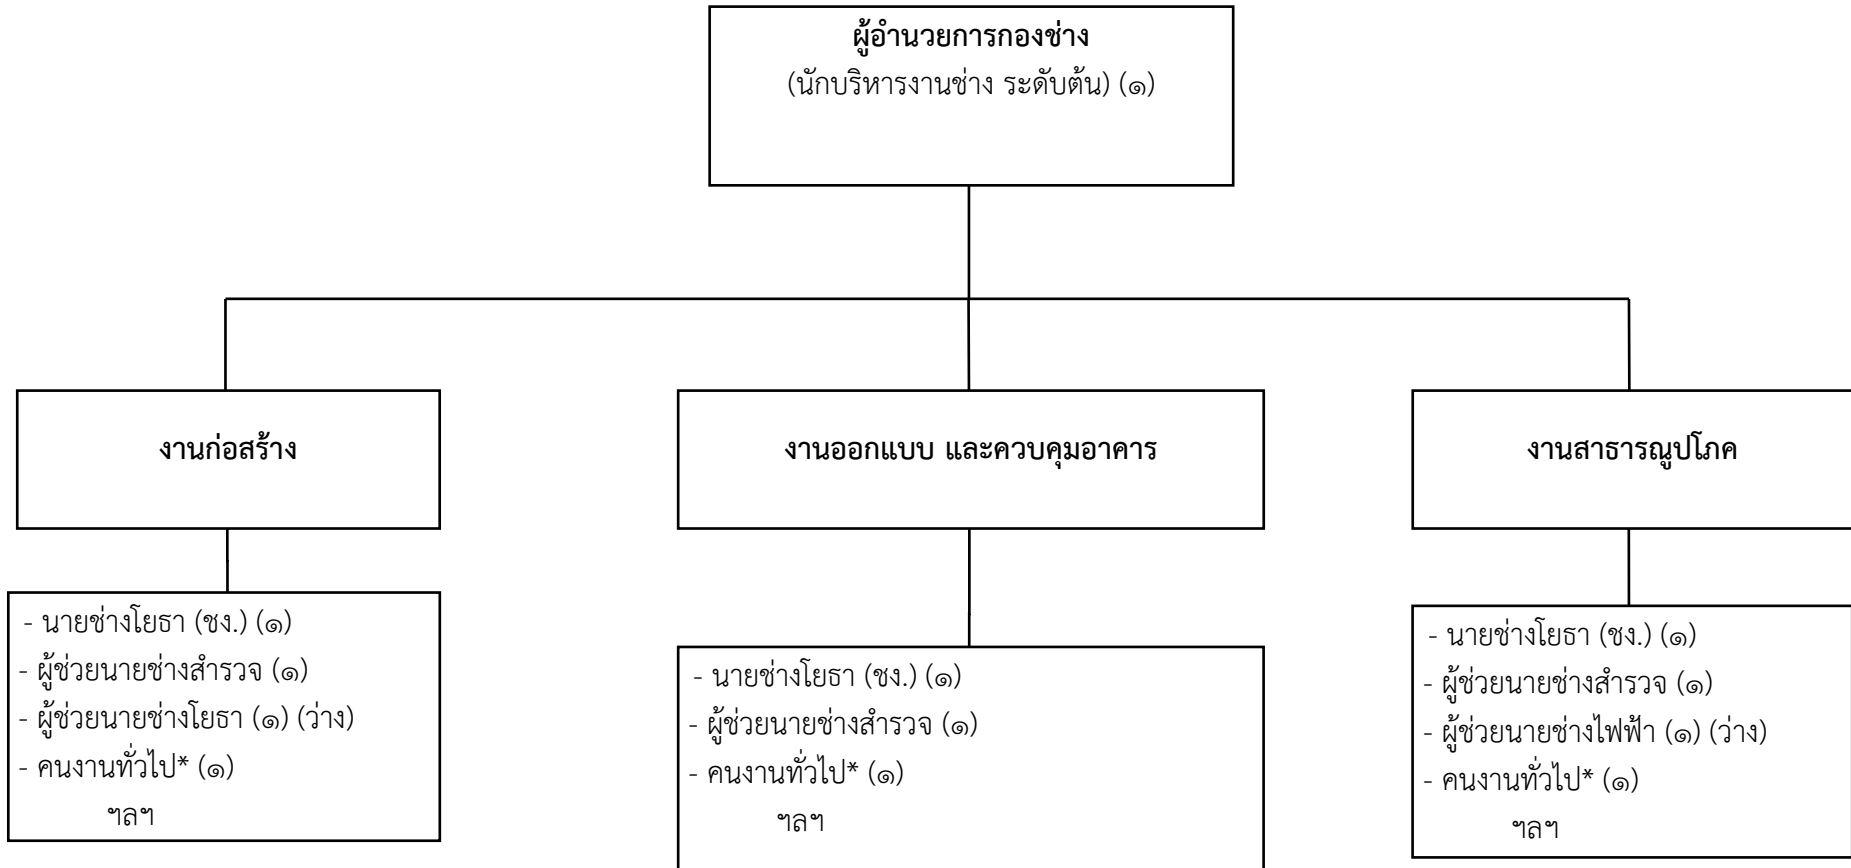 ผู้อำนวยการกองช่าง
(นักบริหารงานช่าง ระดับต้น) (๑)
งานก่อสร้าง
งานออกแบบ และควบคุมอาคาร
งานสาธารณูปโภค
- นายช่างโยธา (ชง.) (๑)
- ผู้ช่วยนายช่างสำรวจ (๑)
- ผู้ช่วยนายช่างโยธา (๑) (ว่าง)
- คนงานทั่วไป* (๑)
ฯลฯ
- นายช่างโยธา (ชง.) (๑)
- ผู้ช่วยนายช่างสำรวจ (๑)
- คนงานทั่วไป* (๑)
ฯลฯ
- นายช่างโยธา (ชง.) (๑)
- ผู้ช่วยนายช่างสำรวจ (๑)
- ผู้ช่วยนายช่างไฟฟ้า (๑) (ว่าง)
- คนงานทั่วไป* (๑)
ฯลฯ